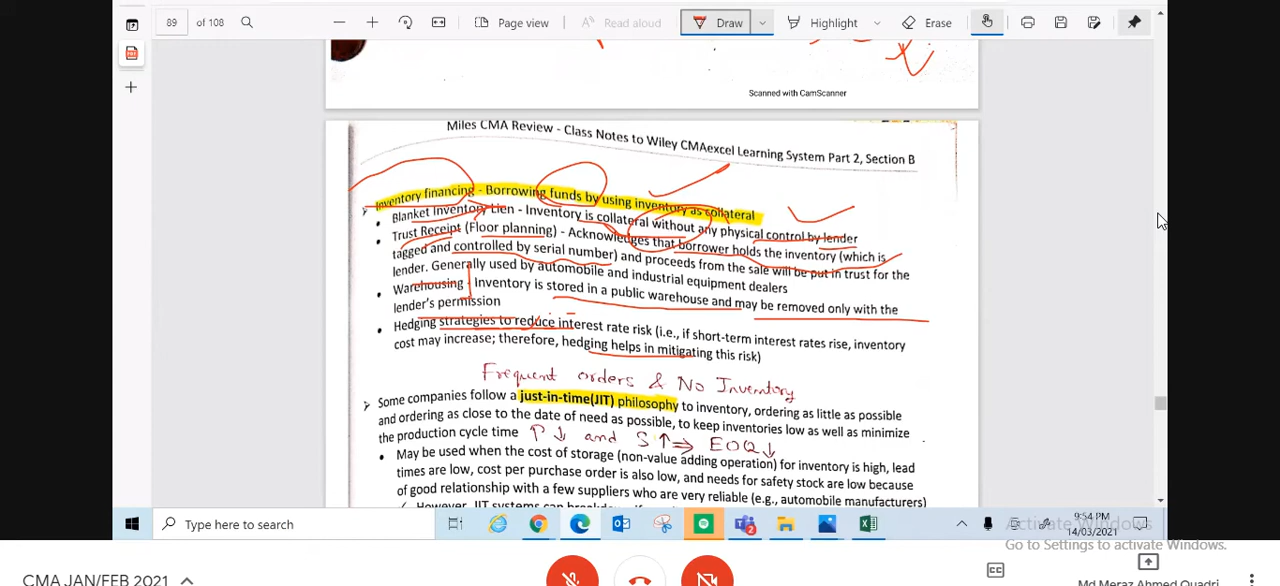 89 of 108 Page view Read aloud Draw Highlight Erase
Scanned with CamScanner
Miles CMA Review - Class Notes to Wiley CMAexcel Learning System Part 2, Section B
Inventory financing - Borrowing funds by using inventory as collateral
• Blanket Inventory Lien - Inventory is collateral without any physical control by lender
• Trust Receipt (Floor planning) - Acknowledges that borrower holds the inventory (which is
tagged and controlled by serial number) and proceeds from the sale will be put in trust for the
lender. Generally used by automobile and industrial equipment dealers
• Warehousing - Inventory is stored in a public warehouse and may be removed only with the
lender's permission
• Hedging strategies to reduce interest rate risk (i.e., if short-term interest rates rise, inventory
cost may increase; therefore, hedging helps in mitigating this risk)
Frequent orders & No Inventory
Some companies follow a just-in-time(JIT) philosophy to inventory, ordering as little as possible
and ordering as close to the date of need as possible, to keep inventories low as well as minimize
the production cycle time P ↓ and S ↑ ⇒ EOQ ↓
• May be used when the cost of storage (non-value adding operation) for inventory is high, lead
times are low, cost per purchase order is also low, and needs for safety stock are low because
of good relationship with a few suppliers who are very reliable (e.g., automobile manufacturers)
Type here to search
9:54 PM
14/03/2021
Activate Windows
Go to Settings to activate Windows.
CMA JAN/FEB 2021
Md Meraz Ahmed Quadri